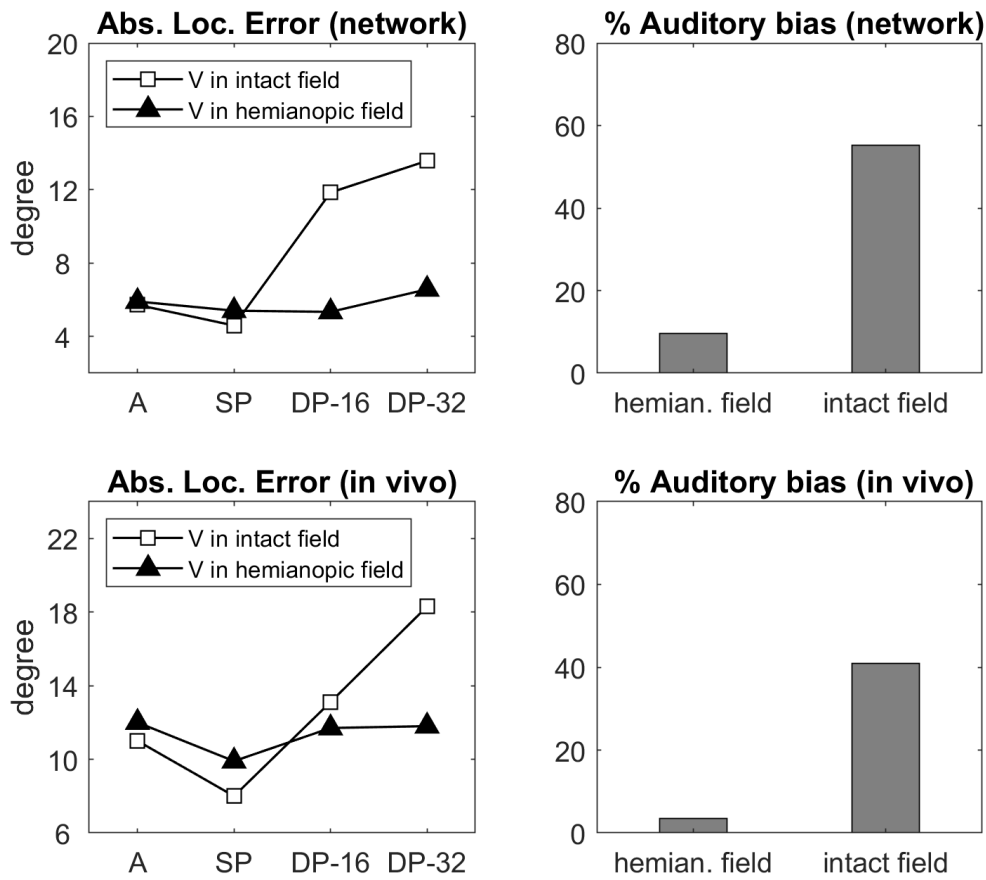 Abs. Loc. Error (network)
20
16
12
8
4
degree
V in intact field
V in hemianopic field
A SP DP-16 DP-32
% Auditory bias (network)
80
60
40
20
0
hemian. field intact field
Abs. Loc. Error (in vivo)
22
18
14
10
6
degree
V in intact field
V in hemianopic field
A SP DP-16 DP-32
% Auditory bias (in vivo)
80
60
40
20
0
hemian. field intact field